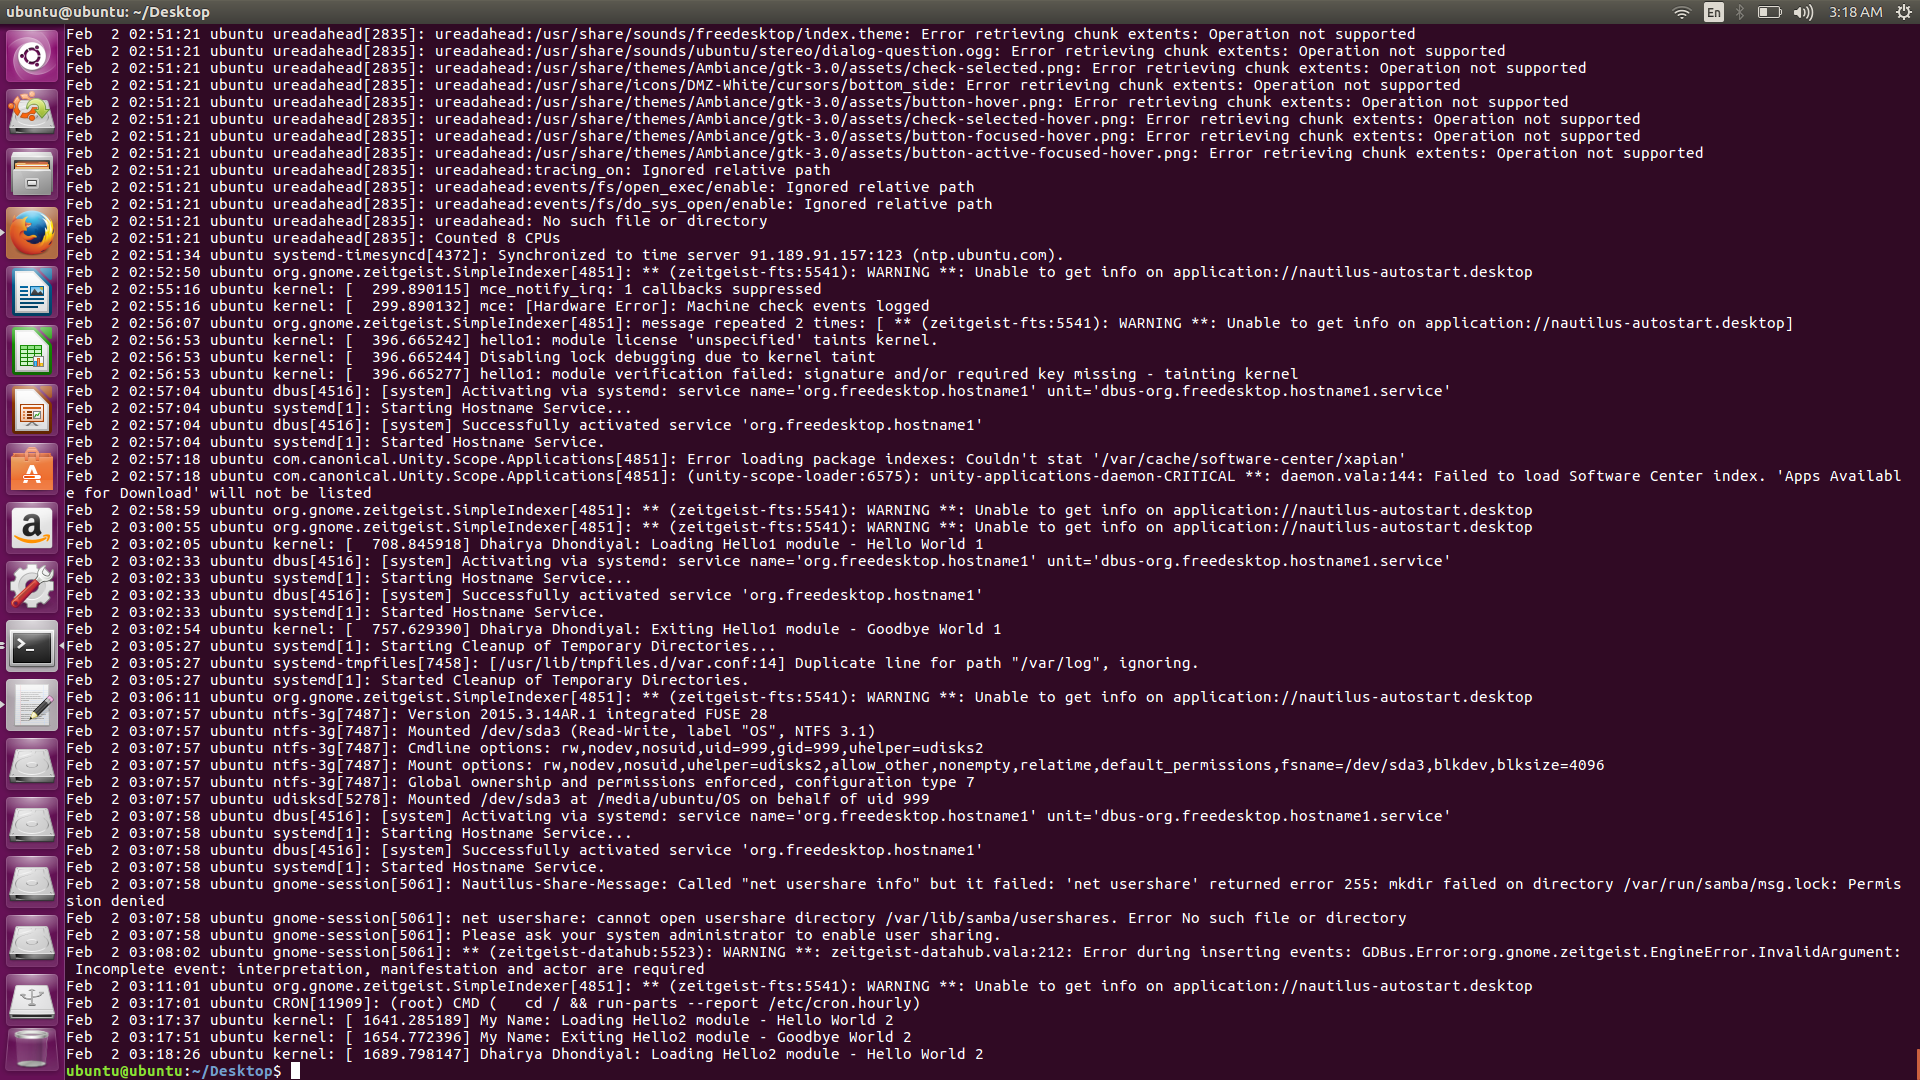 ubuntu@ubuntu: ~/Desktop
En
3:18 AM
Feb  2 02:51:21 ubuntu ureadahead[2835]: ureadahead:/usr/share/sounds/freedesktop/index.theme: Error retrieving chunk extents: Operation not supported
Feb  2 02:51:21 ubuntu ureadahead[2835]: ureadahead:/usr/share/sounds/ubuntu/stereo/dialog-question.ogg: Error retrieving chunk extents: Operation not supported
Feb  2 02:51:21 ubuntu ureadahead[2835]: ureadahead:/usr/share/themes/Ambiance/gtk-3.0/assets/check-selected.png: Error retrieving chunk extents: Operation not supported
Feb  2 02:51:21 ubuntu ureadahead[2835]: ureadahead:/usr/share/icons/DMZ-White/cursors/bottom_side: Error retrieving chunk extents: Operation not supported
Feb  2 02:51:21 ubuntu ureadahead[2835]: ureadahead:/usr/share/themes/Ambiance/gtk-3.0/assets/button-hover.png: Error retrieving chunk extents: Operation not supported
Feb  2 02:51:21 ubuntu ureadahead[2835]: ureadahead:/usr/share/themes/Ambiance/gtk-3.0/assets/check-selected-hover.png: Error retrieving chunk extents: Operation not supported
Feb  2 02:51:21 ubuntu ureadahead[2835]: ureadahead:/usr/share/themes/Ambiance/gtk-3.0/assets/button-focused-hover.png: Error retrieving chunk extents: Operation not supported
Feb  2 02:51:21 ubuntu ureadahead[2835]: ureadahead:/usr/share/themes/Ambiance/gtk-3.0/assets/button-active-focused-hover.png: Error retrieving chunk extents: Operation not supported
Feb  2 02:51:21 ubuntu ureadahead[2835]: ureadahead:tracing_on: Ignored relative path
Feb  2 02:51:21 ubuntu ureadahead[2835]: ureadahead:events/fs/open_exec/enable: Ignored relative path
Feb  2 02:51:21 ubuntu ureadahead[2835]: ureadahead:events/fs/do_sys_open/enable: Ignored relative path
Feb  2 02:51:21 ubuntu ureadahead[2835]: ureadahead: No such file or directory
Feb  2 02:51:21 ubuntu ureadahead[2835]: Counted 8 CPUs
Feb  2 02:51:34 ubuntu systemd-timesyncd[4372]: Synchronized to time server 91.189.91.157:123 (ntp.ubuntu.com).
Feb  2 02:52:50 ubuntu org.gnome.zeitgeist.SimpleIndexer[4851]: ** (zeitgeist-fts:5541): WARNING **: Unable to get info on application://nautilus-autostart.desktop
Feb  2 02:55:16 ubuntu kernel: [  299.890115] mce_notify_irq: 1 callbacks suppressed
Feb  2 02:55:16 ubuntu kernel: [  299.890132] mce: [Hardware Error]: Machine check events logged
Feb  2 02:56:07 ubuntu org.gnome.zeitgeist.SimpleIndexer[4851]: message repeated 2 times: [ ** (zeitgeist-fts:5541): WARNING **: Unable to get info on application://nautilus-autostart.desktop]
Feb  2 02:56:53 ubuntu kernel: [  396.665242] hello1: module license 'unspecified' taints kernel.
Feb  2 02:56:53 ubuntu kernel: [  396.665244] Disabling lock debugging due to kernel taint
Feb  2 02:56:53 ubuntu kernel: [  396.665277] hello1: module verification failed: signature and/or required key missing - tainting kernel
Feb  2 02:57:04 ubuntu dbus[4516]: [system] Activating via systemd: service name='org.freedesktop.hostname1' unit='dbus-org.freedesktop.hostname1.service'
Feb  2 02:57:04 ubuntu systemd[1]: Starting Hostname Service...
Feb  2 02:57:04 ubuntu dbus[4516]: [system] Successfully activated service 'org.freedesktop.hostname1'
Feb  2 02:57:04 ubuntu systemd[1]: Started Hostname Service.
Feb  2 02:57:18 ubuntu com.canonical.Unity.Scope.Applications[4851]: Error loading package indexes: Couldn't stat '/var/cache/software-center/xapian'
Feb  2 02:57:18 ubuntu com.canonical.Unity.Scope.Applications[4851]: (unity-scope-loader:6575): unity-applications-daemon-CRITICAL **: daemon.vala:144: Failed to load Software Center index. 'Apps Availabl
e for Download' will not be listed
Feb  2 02:58:59 ubuntu org.gnome.zeitgeist.SimpleIndexer[4851]: ** (zeitgeist-fts:5541): WARNING **: Unable to get info on application://nautilus-autostart.desktop
Feb  2 03:00:55 ubuntu org.gnome.zeitgeist.SimpleIndexer[4851]: ** (zeitgeist-fts:5541): WARNING **: Unable to get info on application://nautilus-autostart.desktop
Feb  2 03:02:05 ubuntu kernel: [  708.845918] Dhairya Dhondiyal: Loading Hello1 module - Hello World 1
Feb  2 03:02:33 ubuntu dbus[4516]: [system] Activating via systemd: service name='org.freedesktop.hostname1' unit='dbus-org.freedesktop.hostname1.service'
Feb  2 03:02:33 ubuntu systemd[1]: Starting Hostname Service...
Feb  2 03:02:33 ubuntu dbus[4516]: [system] Successfully activated service 'org.freedesktop.hostname1'
Feb  2 03:02:33 ubuntu systemd[1]: Started Hostname Service.
Feb  2 03:02:54 ubuntu kernel: [  757.629390] Dhairya Dhondiyal: Exiting Hello1 module - Goodbye World 1
Feb  2 03:05:27 ubuntu systemd[1]: Starting Cleanup of Temporary Directories...
Feb  2 03:05:27 ubuntu systemd-tmpfiles[7458]: [/usr/lib/tmpfiles.d/var.conf:14] Duplicate line for path "/var/log", ignoring.
Feb  2 03:05:27 ubuntu systemd[1]: Started Cleanup of Temporary Directories.
Feb  2 03:06:11 ubuntu org.gnome.zeitgeist.SimpleIndexer[4851]: ** (zeitgeist-fts:5541): WARNING **: Unable to get info on application://nautilus-autostart.desktop
Feb  2 03:07:57 ubuntu ntfs-3g[7487]: Version 2015.3.14AR.1 integrated FUSE 28
Feb  2 03:07:57 ubuntu ntfs-3g[7487]: Mounted /dev/sda3 (Read-Write, label "OS", NTFS 3.1)
Feb  2 03:07:57 ubuntu ntfs-3g[7487]: Cmdline options: rw,nodev,nosuid,uid=999,gid=999,uhelper=udisks2
Feb  2 03:07:57 ubuntu ntfs-3g[7487]: Mount options: rw,nodev,nosuid,uhelper=udisks2,allow_other,nonempty,relatime,default_permissions,fsname=/dev/sda3,blkdev,blksize=4096
Feb  2 03:07:57 ubuntu ntfs-3g[7487]: Global ownership and permissions enforced, configuration type 7
Feb  2 03:07:57 ubuntu udisksd[5278]: Mounted /dev/sda3 at /media/ubuntu/OS on behalf of uid 999
Feb  2 03:07:58 ubuntu dbus[4516]: [system] Activating via systemd: service name='org.freedesktop.hostname1' unit='dbus-org.freedesktop.hostname1.service'
Feb  2 03:07:58 ubuntu systemd[1]: Starting Hostname Service...
Feb  2 03:07:58 ubuntu dbus[4516]: [system] Successfully activated service 'org.freedesktop.hostname1'
Feb  2 03:07:58 ubuntu systemd[1]: Started Hostname Service.
Feb  2 03:07:58 ubuntu gnome-session[5061]: Nautilus-Share-Message: Called "net usershare info" but it failed: 'net usershare' returned error 255: mkdir failed on directory /var/run/samba/msg.lock: Permis
sion denied
Feb  2 03:07:58 ubuntu gnome-session[5061]: net usershare: cannot open usershare directory /var/lib/samba/usershares. Error No such file or directory
Feb  2 03:07:58 ubuntu gnome-session[5061]: Please ask your system administrator to enable user sharing.
Feb  2 03:08:02 ubuntu gnome-session[5061]: ** (zeitgeist-datahub:5523): WARNING **: zeitgeist-datahub.vala:212: Error during inserting events: GDBus.Error:org.gnome.zeitgeist.EngineError.InvalidArgument:
 Incomplete event: interpretation, manifestation and actor are required
Feb  2 03:11:01 ubuntu org.gnome.zeitgeist.SimpleIndexer[4851]: ** (zeitgeist-fts:5541): WARNING **: Unable to get info on application://nautilus-autostart.desktop
Feb  2 03:17:01 ubuntu CRON[11909]: (root) CMD (   cd / && run-parts --report /etc/cron.hourly)
Feb  2 03:17:37 ubuntu kernel: [ 1641.285189] My Name: Loading Hello2 module - Hello World 2
Feb  2 03:17:51 ubuntu kernel: [ 1654.772396] My Name: Exiting Hello2 module - Goodbye World 2
Feb  2 03:18:26 ubuntu kernel: [ 1689.798147] Dhairya Dhondiyal: Loading Hello2 module - Hello World 2
ubuntu@ubuntu:~/Desktop$